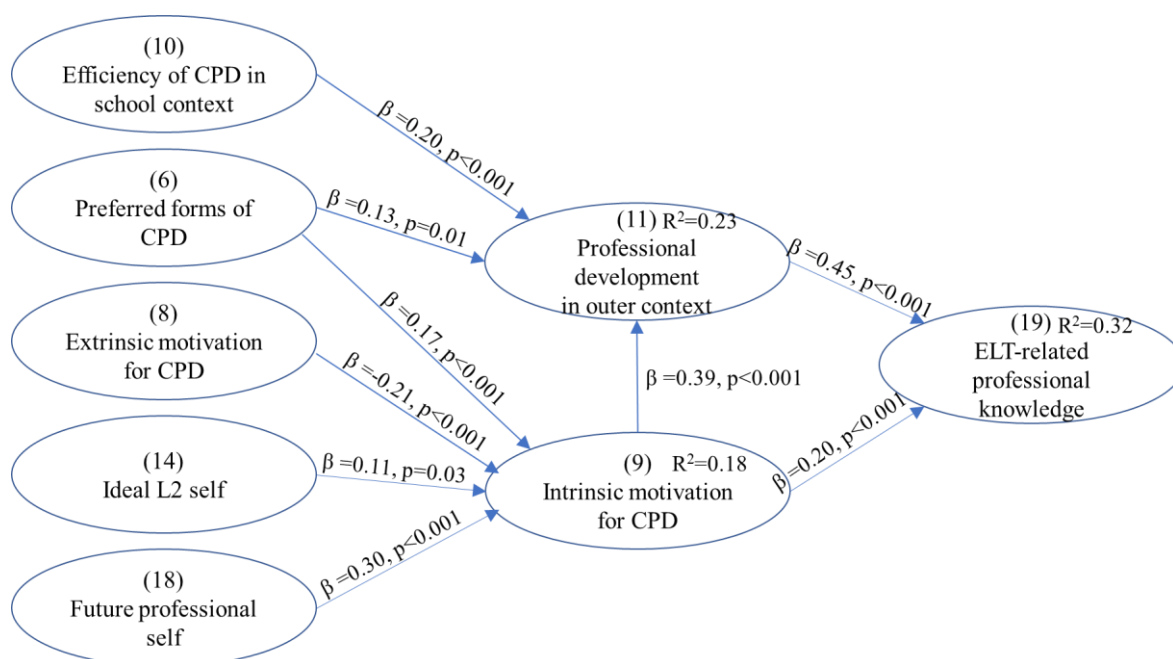 (10)
Efficiency of CPD in
school context
β =0.20, p<0.001
(6)
Preferred forms of
CPD
β =0.13, p=0.01
β =0.17, p<0.001
(11) R²=0.23
Professional
development
in outer context
β =0.45, p<0.001
(8)
Extrinsic motivation
for CPD
β=-0.21, p<0.001
β =0.39, p<0.001
(19) R²=0.32
ELT-related
professional
knowledge
(14)
Ideal L2 self
β =0.11, p=0.03
(9) R²=0.18
Intrinsic motivation
for CPD
β =0.20, p<0.001
(18)
Future professional
self
β =0.30, p<0.001